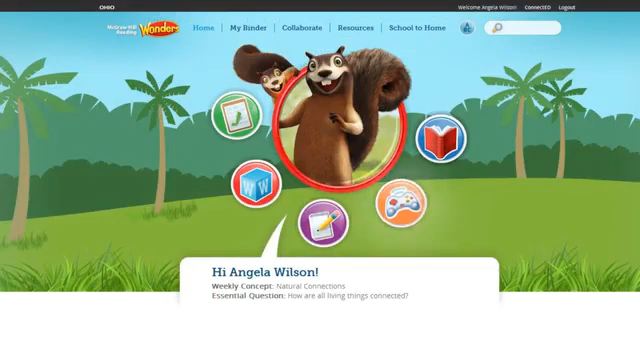 OHIO
Welcome Angela Wilson! ConnectED Logout
McGraw-Hill
Reading
Wonders
Home My Binder Collaborate Resources School to Home
W W
Hi Angela Wilson!
Weekly Concept: Natural Connections
Essential Question: How are all living things connected?